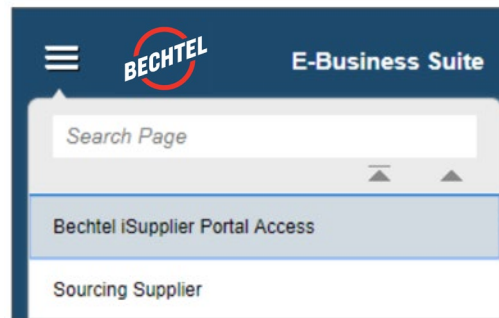 BECHTEL
E-Business Suite
Search Page
Bechtel iSupplier Portal Access
Sourcing Supplier